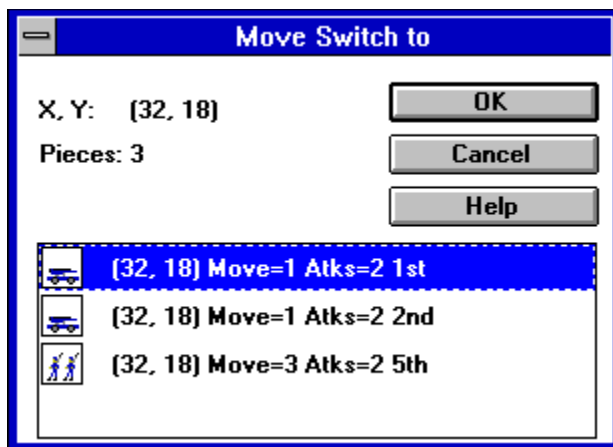 Move Switch to
X, Y: (32, 18)
OK
Pieces: 3
Cancel
Help
(32, 18) Move=1 Atks=2 1st
(32, 18) Move=1 Atks=2 2nd
(32, 18) Move=3 Atks=2 5th